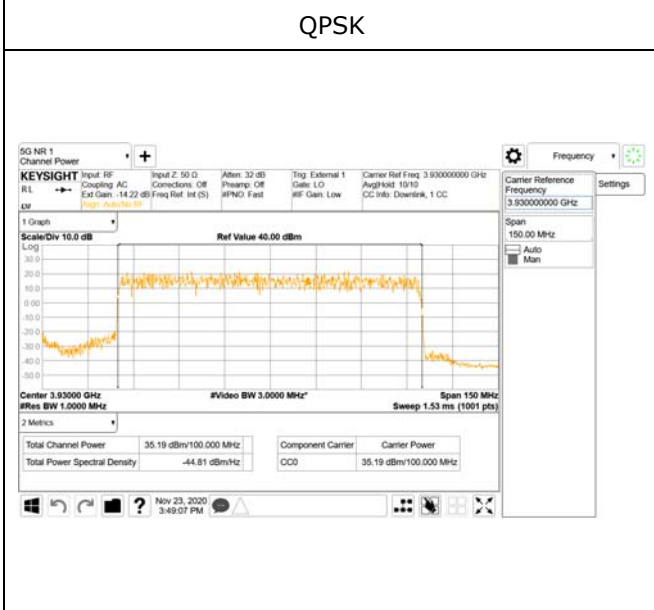 QPSK
5G NR 1
Channel Power
Frequency
KEYSIGHT
RL
Input: RF
Coupling: AC
Ext Gain: -14.22 dB
Align: Auto/No RF
Input Z: 50 Ω
Corrections: Off
Freq Ref: Int (S)
Atten: 32 dB
Preamp: Off
#PNO: Fast
Trig: External 1
Gate: LO
#IF Gain: Low
Carrier Ref Freq: 3.930000000 GHz
Avg|Hold: 10/10
CC Info: Downlink, 1 CC
Carrier Reference
Frequency
3.930000000 GHz
Settings
Span
150.00 MHz
Auto
Man
1 Graph
Scale/Div 10.0 dB
Ref Value 40.00 dBm
Log
30.0
20.0
10.0
0.00
-10.0
-20.0
-30.0
-40.0
-50.0
Center 3.93000 GHz
#Video BW 3.0000 MHz*
Span 150 MHz
#Res BW 1.0000 MHz
Sweep 1.53 ms (1001 pts)
2 Metrics
Total Channel Power
35.19 dBm/100.000 MHz
Total Power Spectral Density
-44.81 dBm/Hz
Component Carrier
Carrier Power
CC0
35.19 dBm/100.000 MHz
Nov 23, 2020
3:49:07 PM